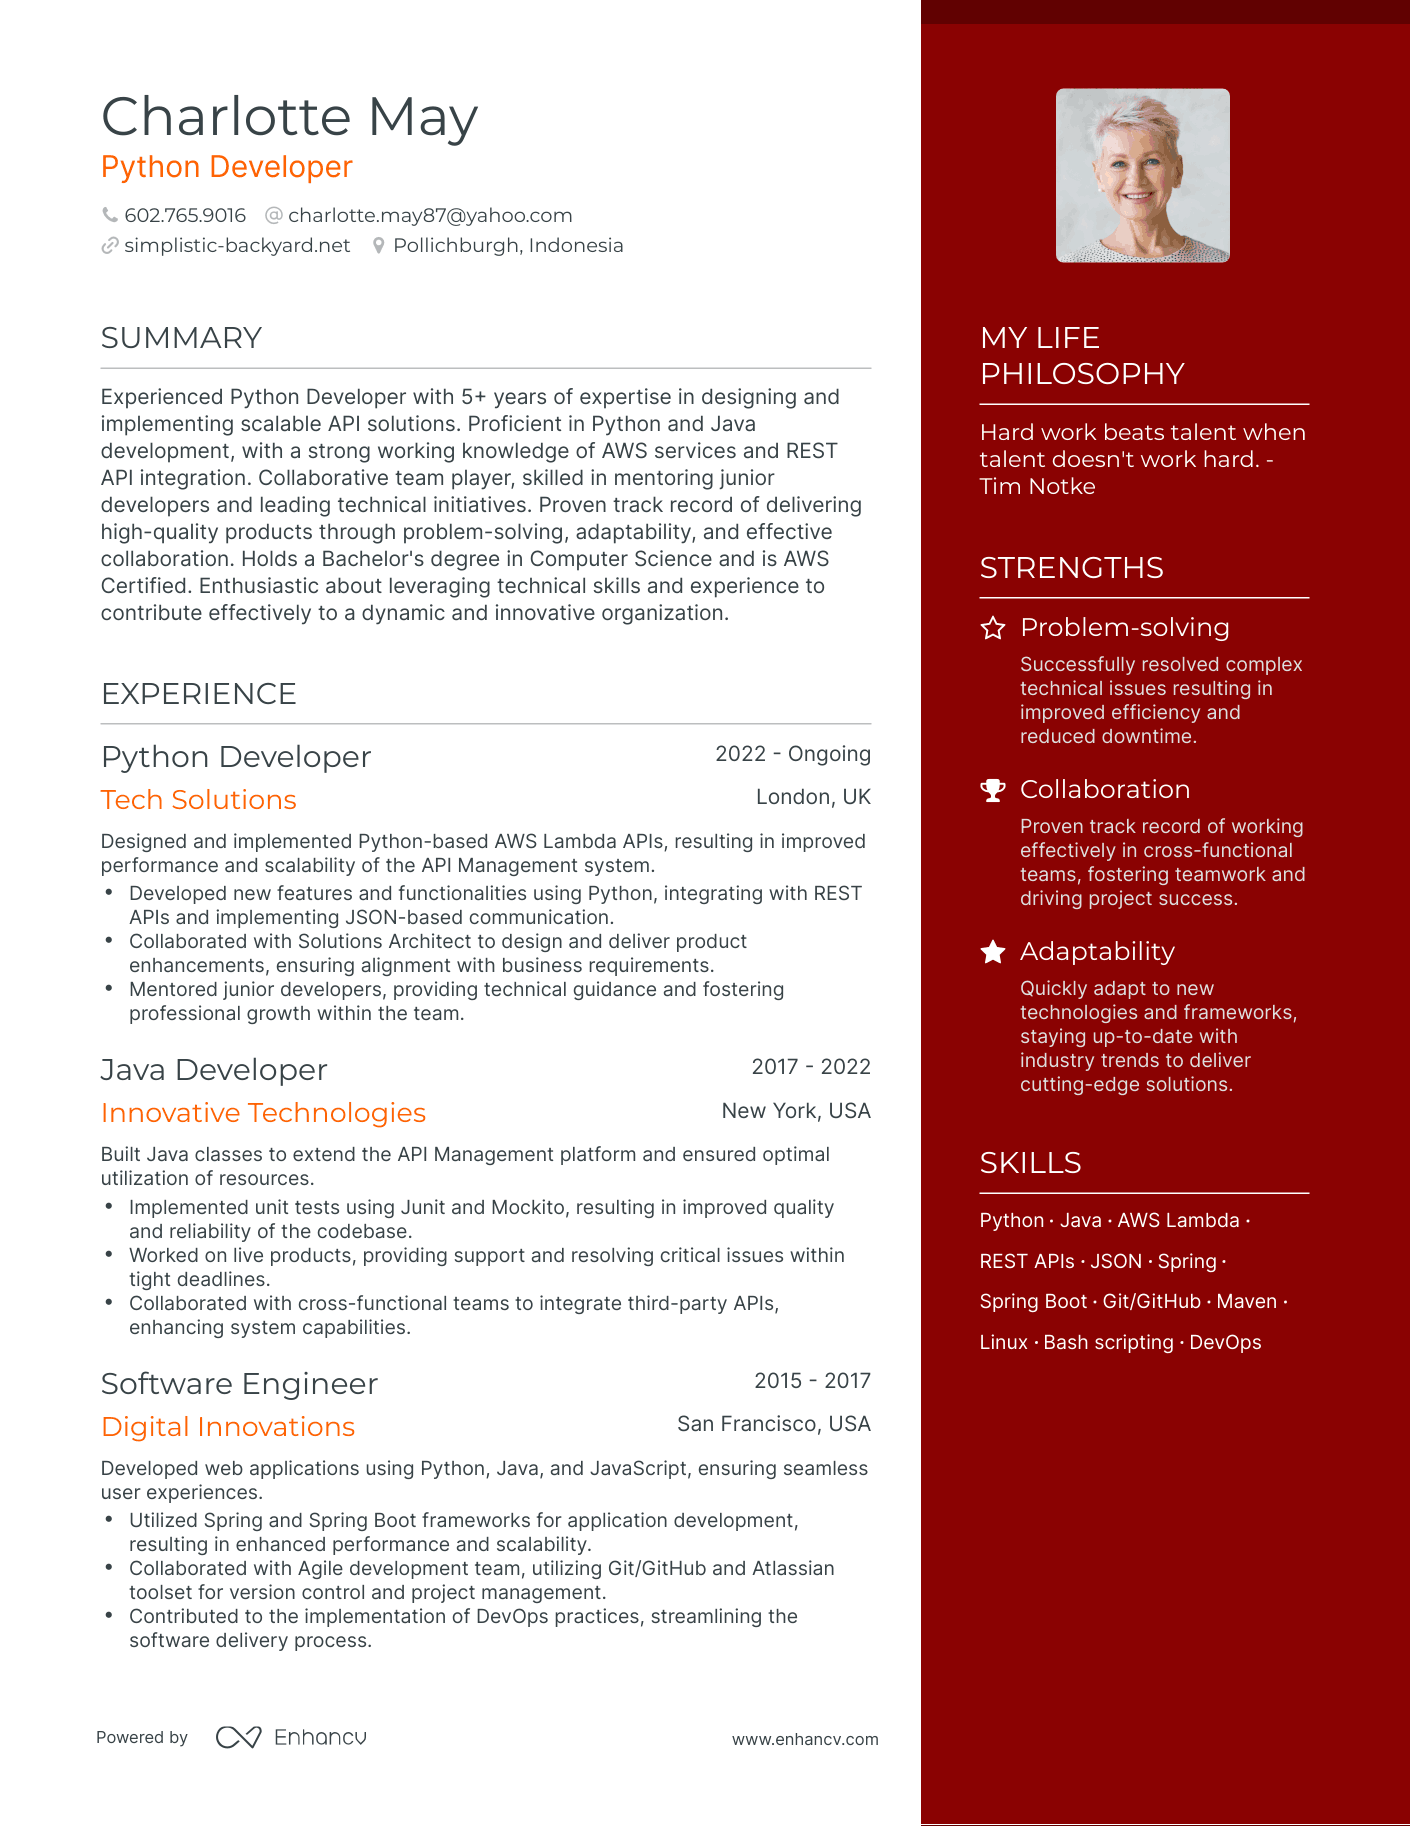 Charlotte May
Python Developer
602.765.9016 charlotte.may87@yahoo.com
simplistic-backyard.net Pollichburgh, Indonesia
SUMMARY
Experienced Python Developer with 5+ years of expertise in designing and
implementing scalable API solutions. Proficient in Python and Java
development, with a strong working knowledge of AWS services and REST
API integration. Collaborative team player, skilled in mentoring junior
developers and leading technical initiatives. Proven track record of delivering
high-quality products through problem-solving, adaptability, and effective
collaboration. Holds a Bachelor's degree in Computer Science and is AWS
Certified. Enthusiastic about leveraging technical skills and experience to
contribute effectively to a dynamic and innovative organization.
EXPERIENCE
Python Developer 2022 - Ongoing
Tech Solutions London, UK
Designed and implemented Python-based AWS Lambda APIs, resulting in improved
performance and scalability of the API Management system.
• Developed new features and functionalities using Python, integrating with REST
APIs and implementing JSON-based communication.
• Collaborated with Solutions Architect to design and deliver product
enhancements, ensuring alignment with business requirements.
• Mentored junior developers, providing technical guidance and fostering
professional growth within the team.
Java Developer 2017 - 2022
Innovative Technologies New York, USA
Built Java classes to extend the API Management platform and ensured optimal
utilization of resources.
• Implemented unit tests using Junit and Mockito, resulting in improved quality
and reliability of the codebase.
• Worked on live products, providing support and resolving critical issues within
tight deadlines.
• Collaborated with cross-functional teams to integrate third-party APIs,
enhancing system capabilities.
Software Engineer 2015 - 2017
Digital Innovations San Francisco, USA
Developed web applications using Python, Java, and JavaScript, ensuring seamless
user experiences.
• Utilized Spring and Spring Boot frameworks for application development,
resulting in enhanced performance and scalability.
• Collaborated with Agile development team, utilizing Git/GitHub and Atlassian
toolset for version control and project management.
• Contributed to the implementation of DevOps practices, streamlining the
software delivery process.
Powered by Enhancv www.enhancv.com
MY LIFE
PHILOSOPHY
Hard work beats talent when
talent doesn't work hard. -
Tim Notke
STRENGTHS
Problem-solving
Successfully resolved complex
technical issues resulting in
improved efficiency and
reduced downtime.
Collaboration
Proven track record of working
effectively in cross-functional
teams, fostering teamwork and
driving project success.
Adaptability
Quickly adapt to new
technologies and frameworks,
staying up-to-date with
industry trends to deliver
cutting-edge solutions.
SKILLS
Python · Java · AWS Lambda ·
REST APIs · JSON · Spring ·
Spring Boot · Git/GitHub · Maven ·
Linux · Bash scripting · DevOps